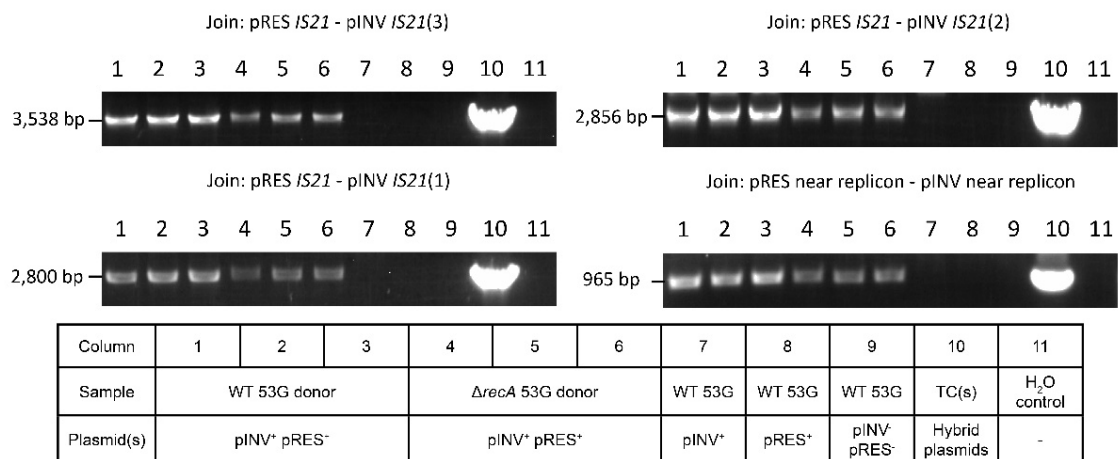 Join: pRES IS21 - pINV IS21(3)
1 2 3 4 5 6 7 8 9 10 11
3,538 bp
Join: pRES IS21 - pINV IS21(2)
1 2 3 4 5 6 7 8 9 10 11
2,856 bp
Join: pRES IS21 - pINV IS21(1)
1 2 3 4 5 6 7 8 9 10 11
2,800 bp
Join: pRES near replicon - pINV near replicon
1 2 3 4 5 6 7 8 9 10 11
965 bp
Column 1 2 3 4 5 6 7 8 9 10 11
Sample WT 53G donor ΔrecA 53G donor WT 53G WT 53G WT 53G TC(s) H₂O control
Plasmid(s) pINV⁺ pRES⁻ pINV⁺ pRES⁺ pINV⁺ pRES⁺ pINV⁻ pRES⁻ Hybrid plasmids -